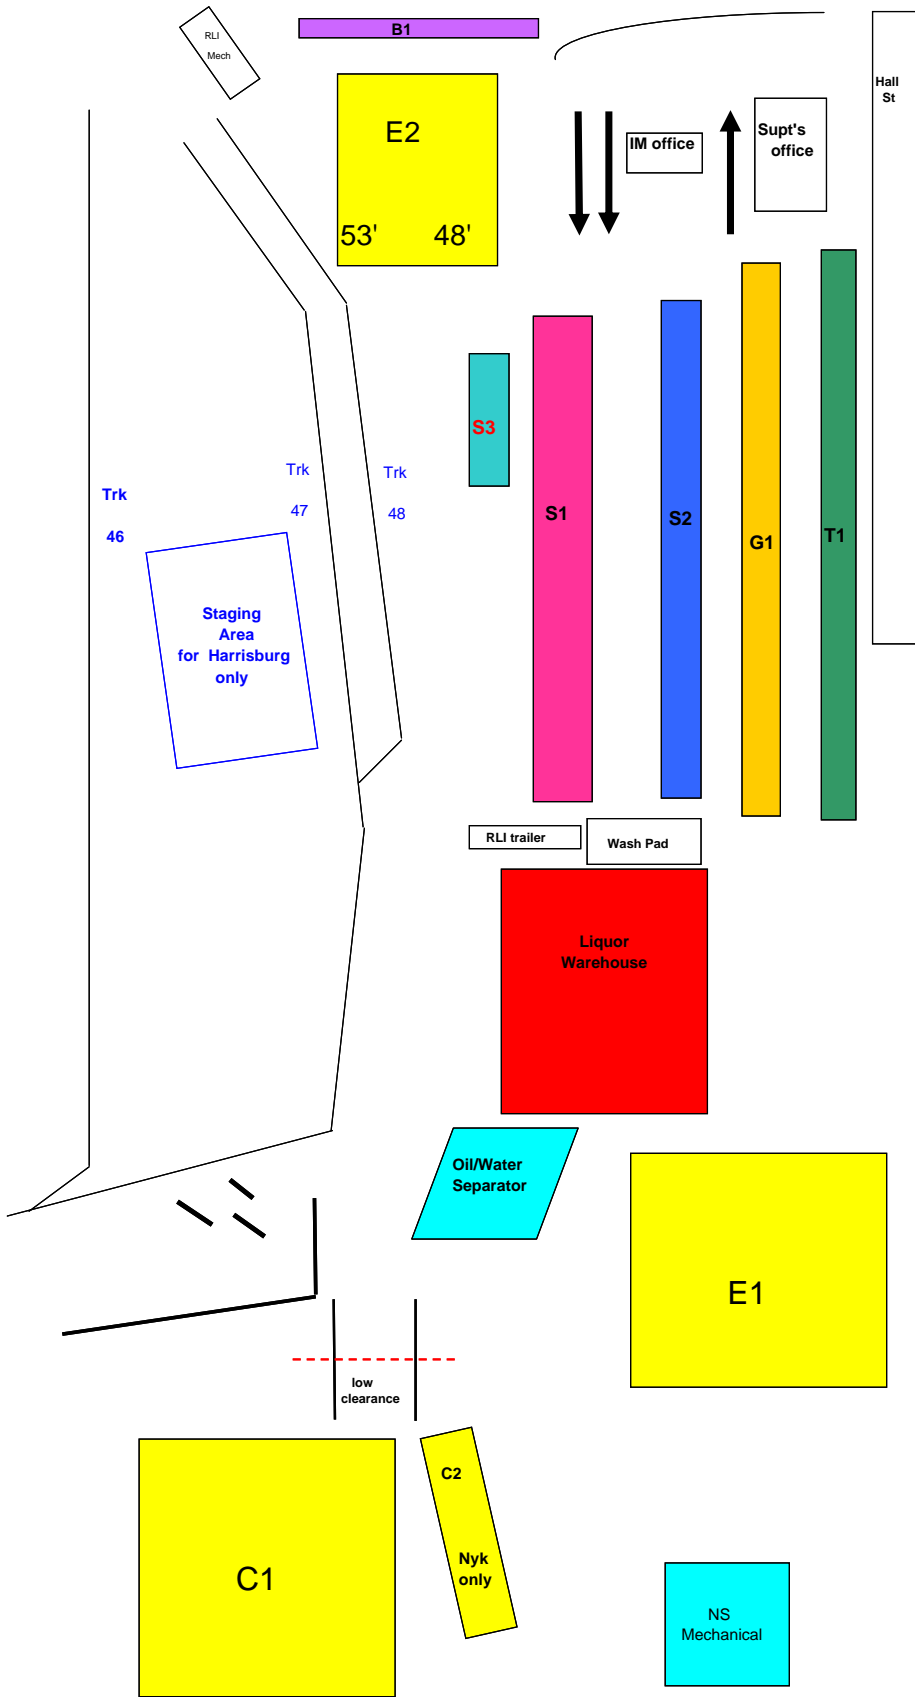 RLI
Mech
B1
Hall
St
E2
53' 48'
IM office
Supt's
office
S3
Trk
46
Trk
47
Trk
48
S1
S2
G1
T1
Staging
Area
for Harrisburg
only
RLI trailer
Wash Pad
Liquor
Warehouse
Oil/Water
Separator
E1
low
clearance
C2
Nyk
only
C1
NS
Mechanical